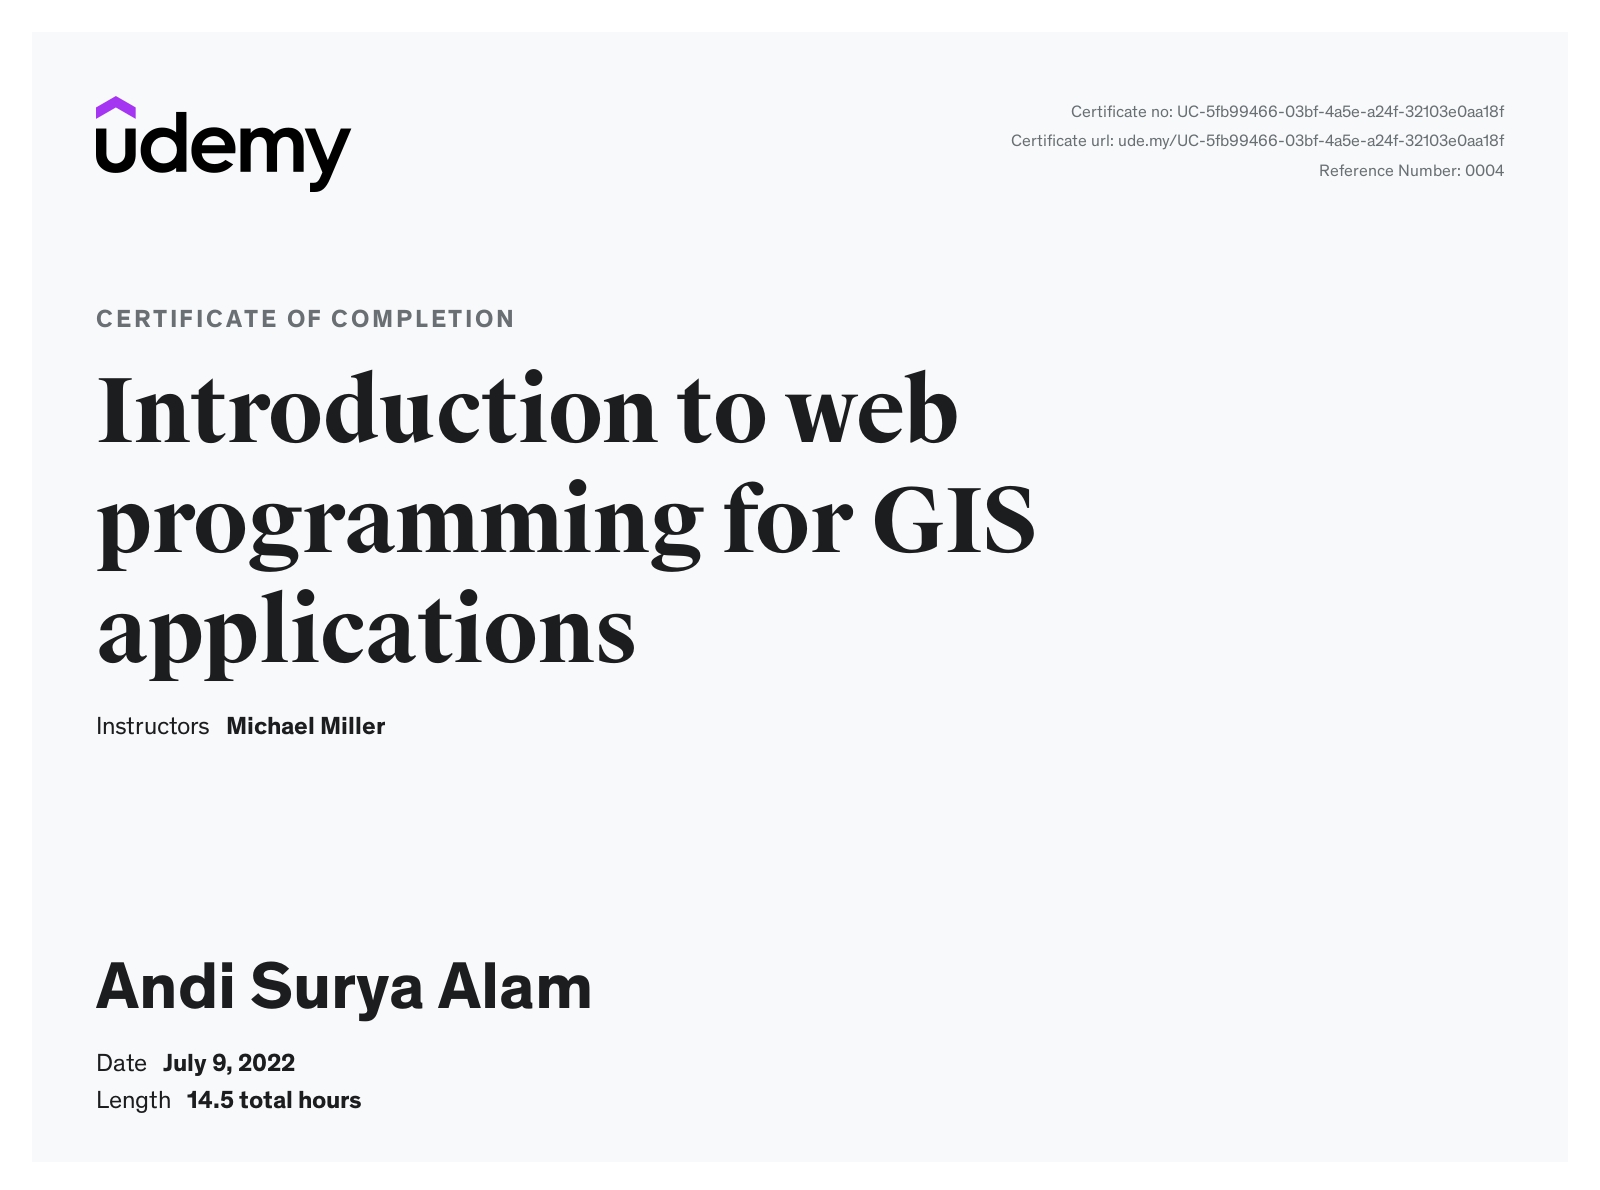 udemy
Certificate no: UC-5fb99466-03bf-4a5e-a24f-32103e0aa18f
Certificate url: ude.my/UC-5fb99466-03bf-4a5e-a24f-32103e0aa18f
Reference Number: 0004
CERTIFICATE OF COMPLETION
Introduction to web
programming for GIS
applications
Instructors Michael Miller
Andi Surya Alam
Date July 9, 2022
Length 14.5 total hours